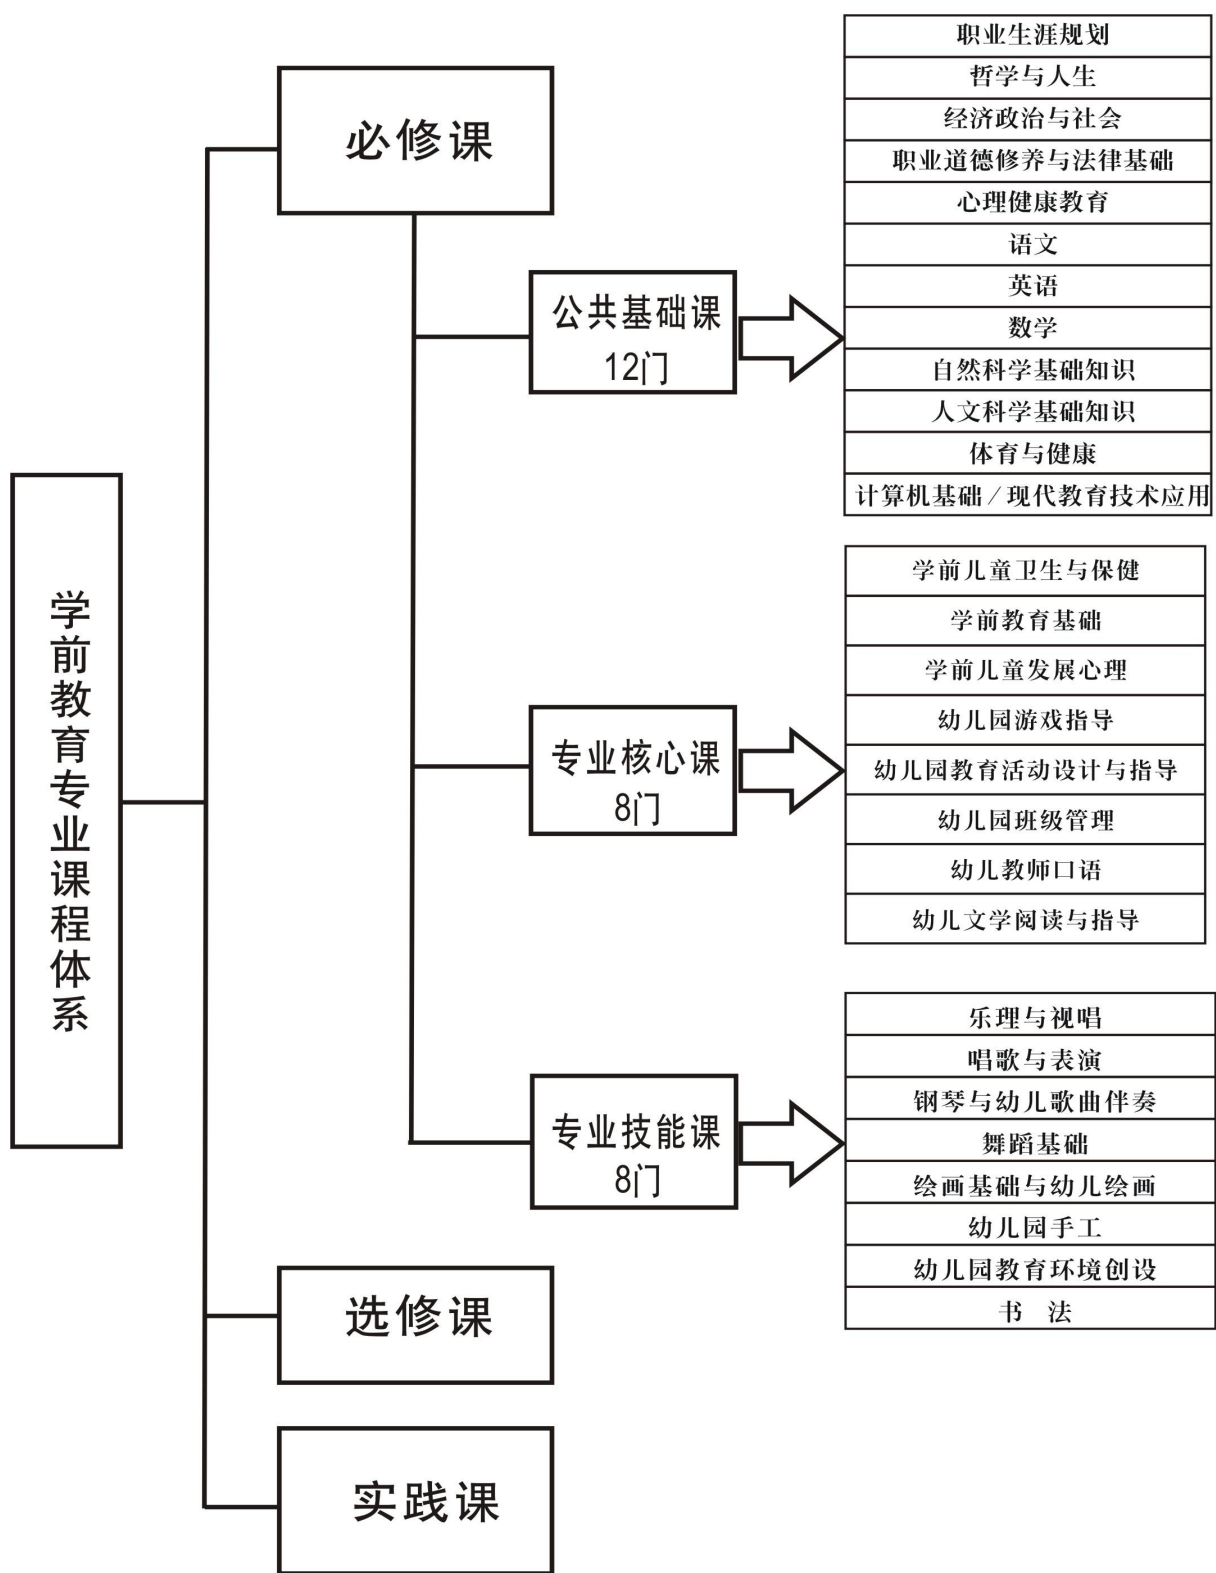 学前教育专业课程体系
必修课
公共基础课
12门
职业生涯规划
哲学与人生
经济政治与社会
职业道德修养与法律基础
心理健康教育
语文
英语
数学
自然科学基础知识
人文科学基础知识
体育与健康
计算机基础/现代教育技术应用
专业核心课
8门
学前儿童卫生与保健
学前教育基础
学前儿童发展心理
幼儿园游戏指导
幼儿园教育活动设计与指导
幼儿园班级管理
幼儿教师口语
幼儿文学阅读与指导
专业技能课
8门
乐理与视唱
唱歌与表演
钢琴与幼儿歌曲伴奏
舞蹈基础
绘画基础与幼儿绘画
幼儿园手工
幼儿园教育环境创设
书 法
选修课
实践课